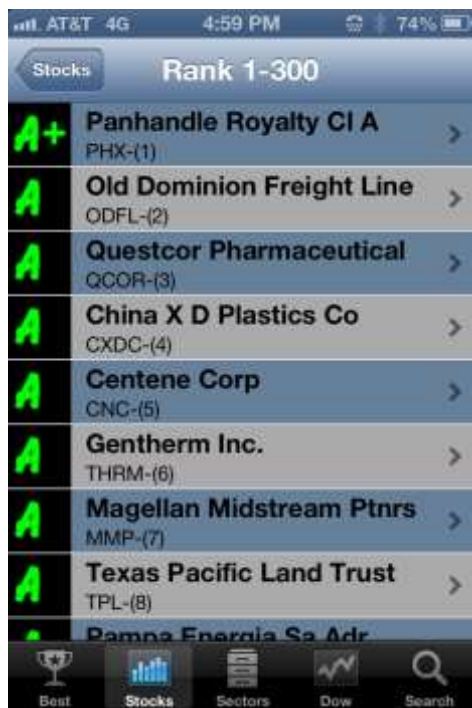 AT&T 4G 4:59 PM 74%
Stocks Rank 1-300
A+ Panhandle Royalty Cl A
PHX-(1)
A Old Dominion Freight Line
ODFL-(2)
A Questcor Pharmaceutical
QCOR-(3)
A China X D Plastics Co
CXDC-(4)
A Centene Corp
CNC-(5)
A Gentherm Inc.
THRM-(6)
A Magellan Midstream Ptnrs
MMP-(7)
A Texas Pacific Land Trust
TPL-(8)
Pampa Energia Sa Adr
Best Stocks Sectors Dow Search